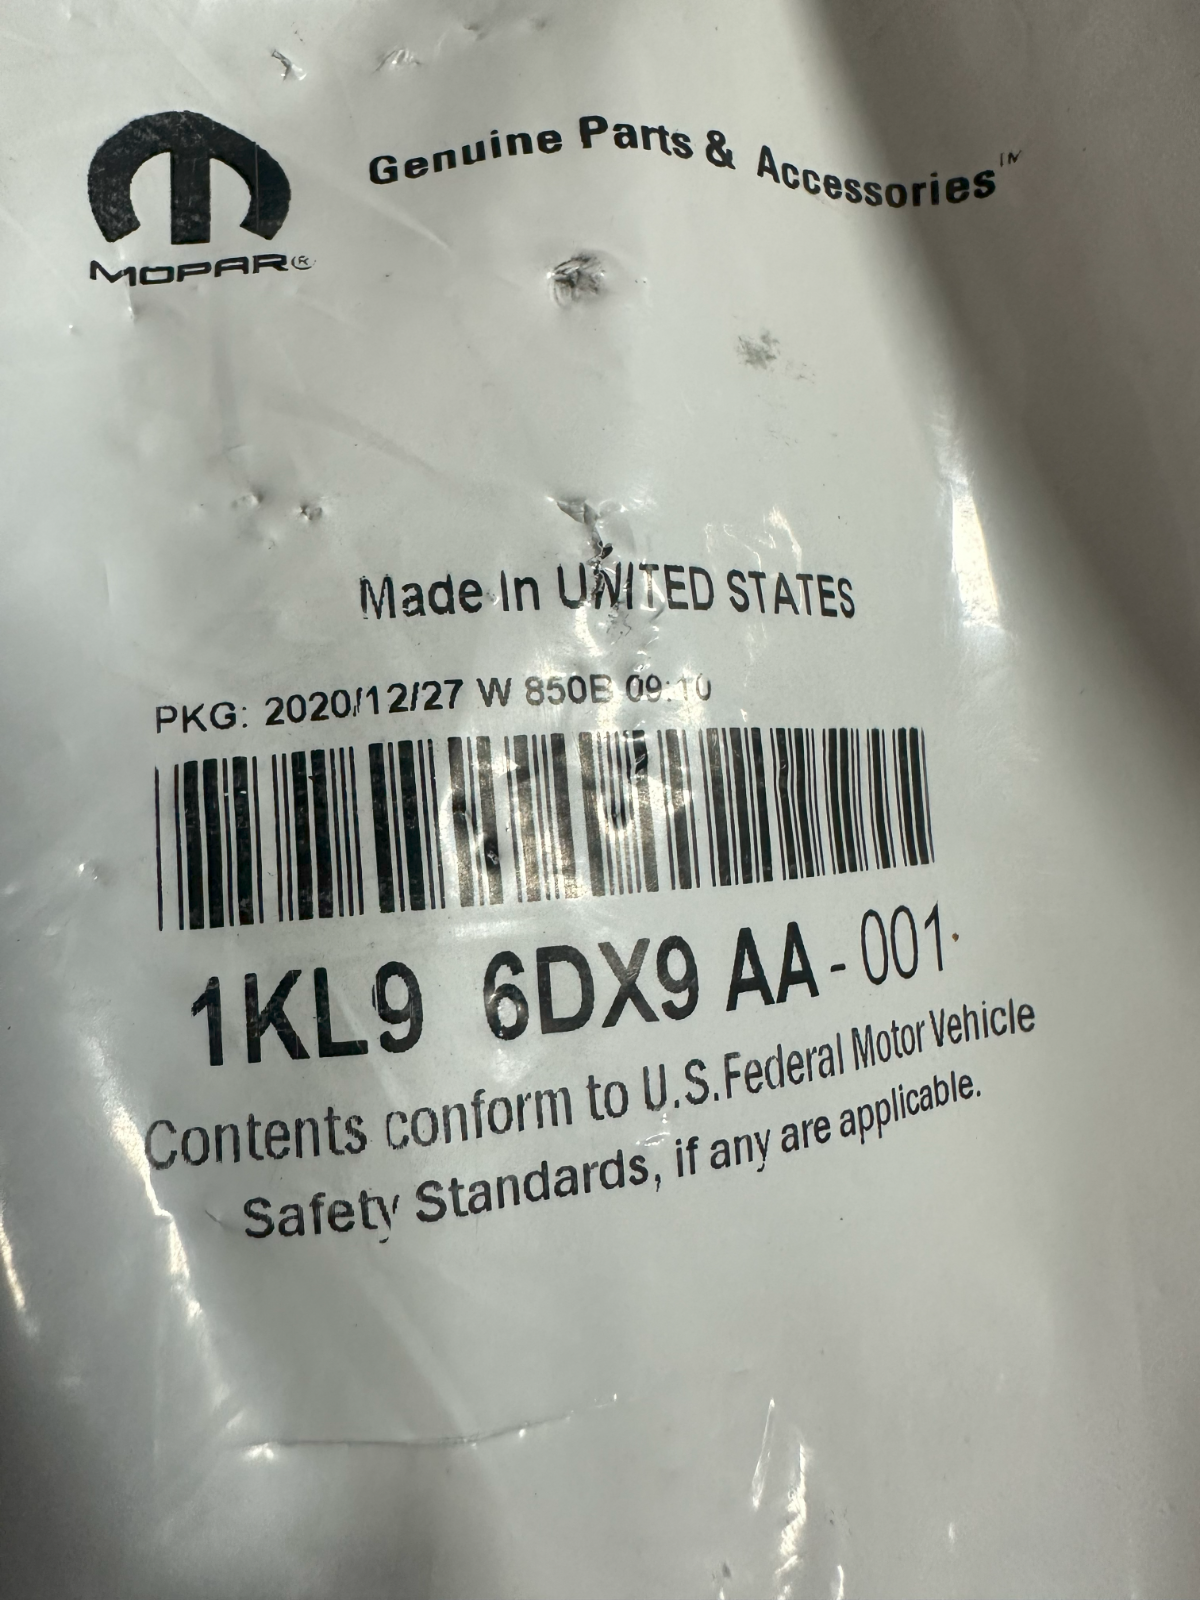 Genuine Parts & Accessories™
MOPAR®
Made In UNITED STATES
PKG: 2020/12/27 W 850B 09:10
1KL9 6DX9 AA-001
Contents conform to U.S. Federal Motor Vehicle
Safety Standards, if any are applicable.